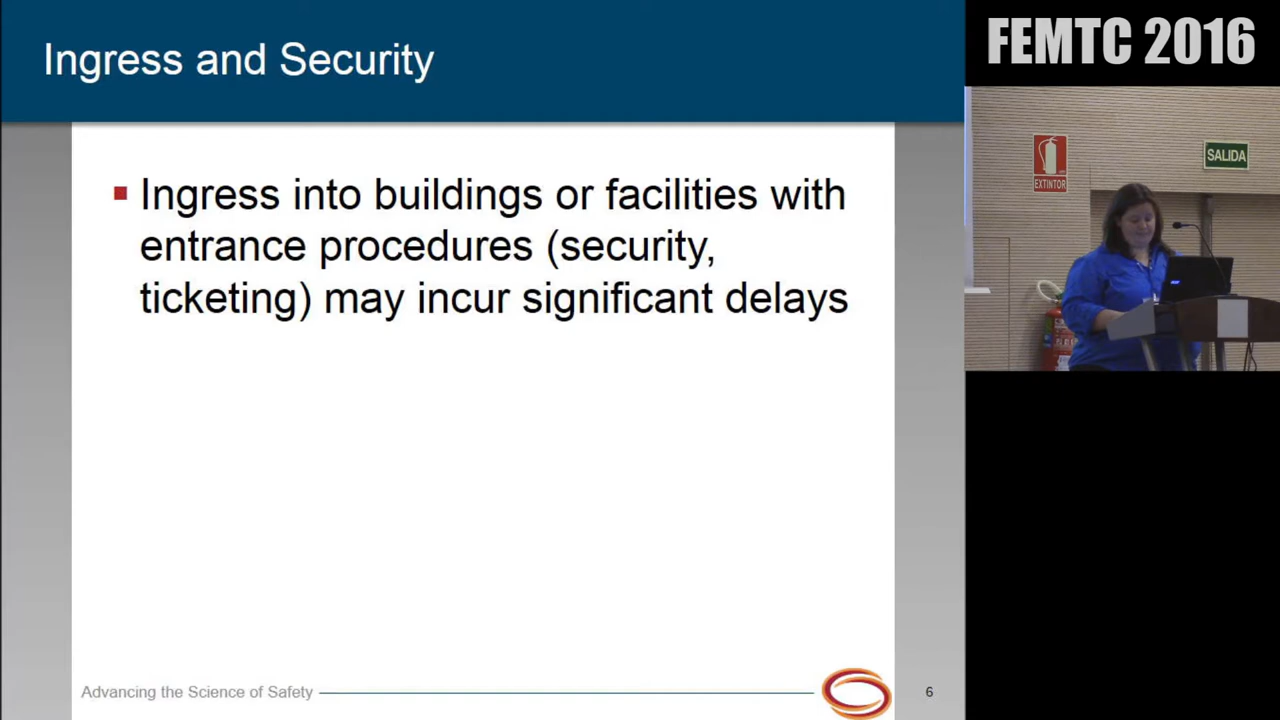 Ingress and Security
FEMTC 2016
EXTINTOR
SALIDA
Ingress into buildings or facilities with
entrance procedures (security,
ticketing) may incur significant delays
Advancing the Science of Safety
6